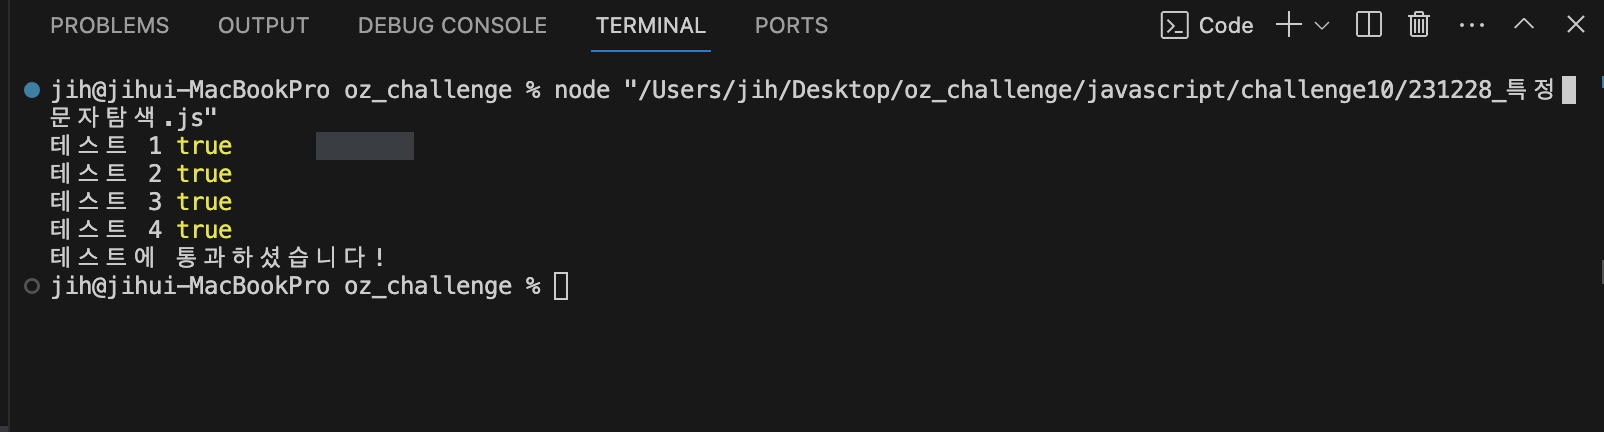 PROBLEMS OUTPUT DEBUG CONSOLE TERMINAL PORTS Code
jih@jihui-MacBookPro oz_challenge % node "/Users/jih/Desktop/oz_challenge/javascript/challenge10/231228_특정
문자탐색.js"
테스트 1 true
테스트 2 true
테스트 3 true
테스트 4 true
테스트에 통과하셨습니다!
jih@jihui-MacBookPro oz_challenge %